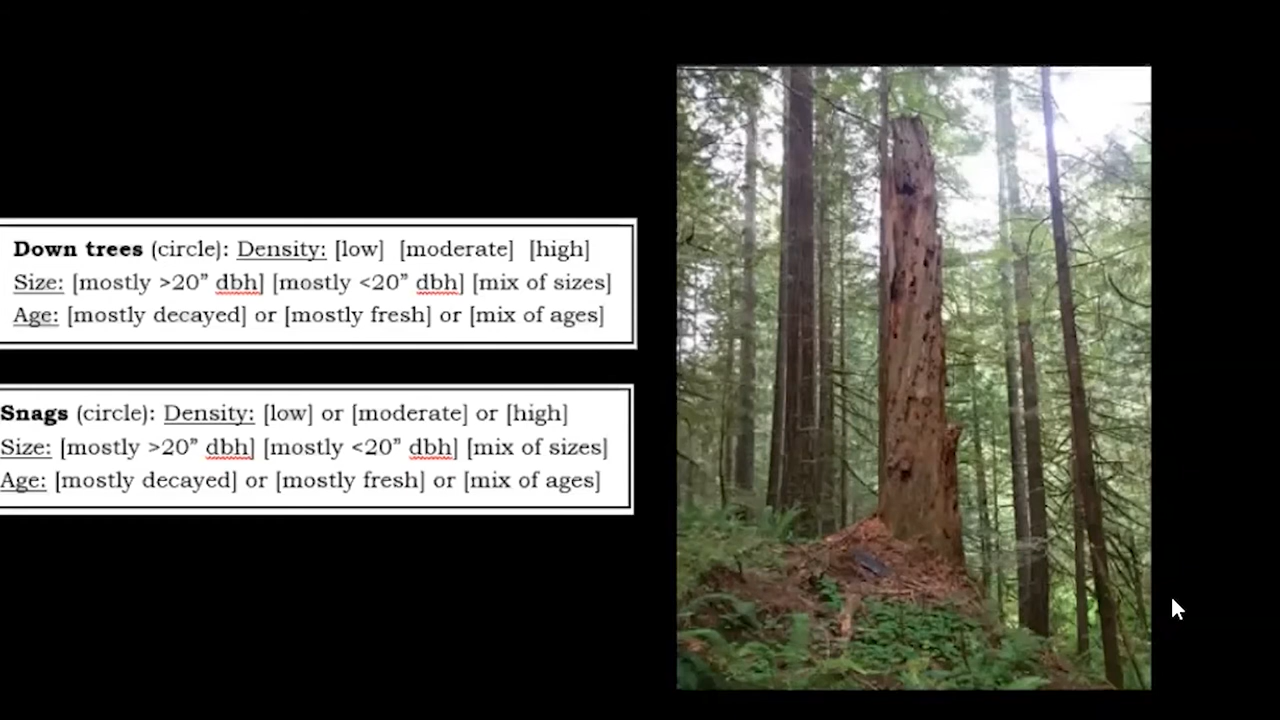 Down trees (circle): Density: [low] [moderate] [high]
Size: [mostly >20” dbh] [mostly <20” dbh] [mix of sizes]
Age: [mostly decayed] or [mostly fresh] or [mix of ages]
Snags (circle): Density: [low] or [moderate] or [high]
Size: [mostly >20” dbh] [mostly <20” dbh] [mix of sizes]
Age: [mostly decayed] or [mostly fresh] or [mix of ages]